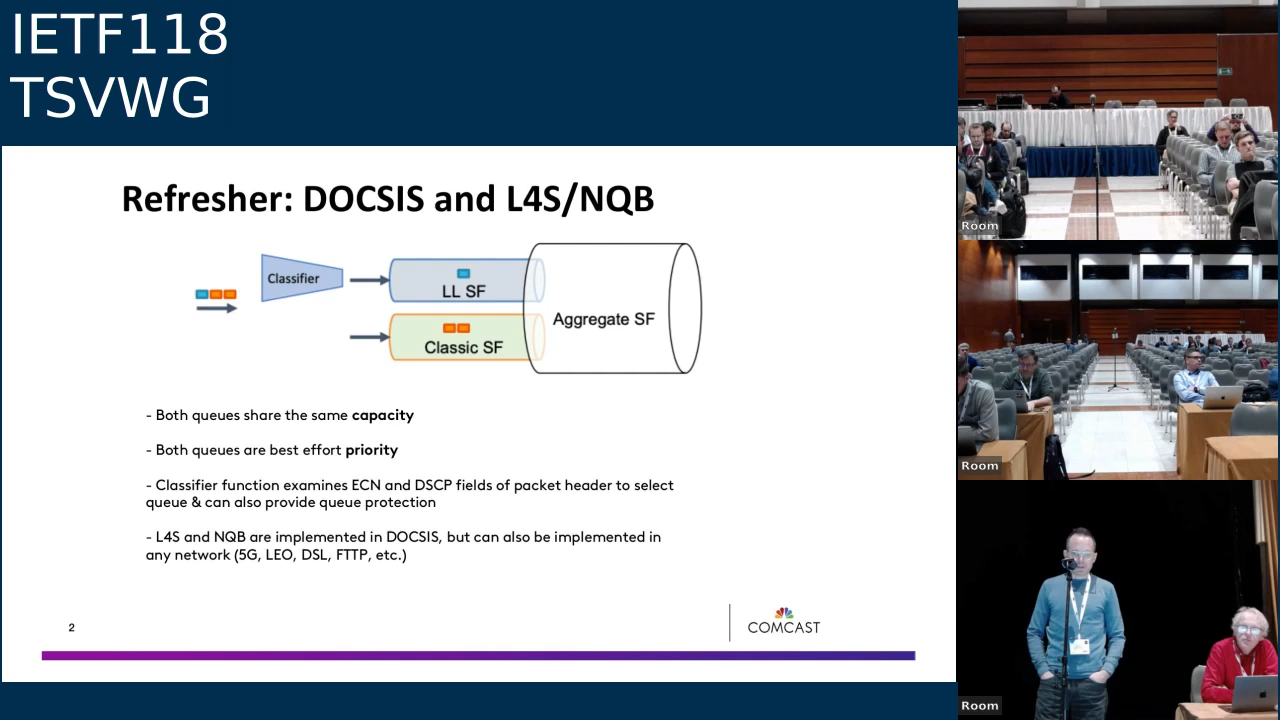 IETF118
TSVWG
Refresher: DOCSIS and L4S/NQB
Classifier
LL SF
Classic SF
Aggregate SF
- Both queues share the same capacity
- Both queues are best effort priority
- Classifier function examines ECN and DSCP fields of packet header to select
queue & can also provide queue protection
- L4S and NQB are implemented in DOCSIS, but can also be implemented in
any network (5G, LEO, DSL, FTTP, etc.)
2
COMCAST
Room
Room
Room